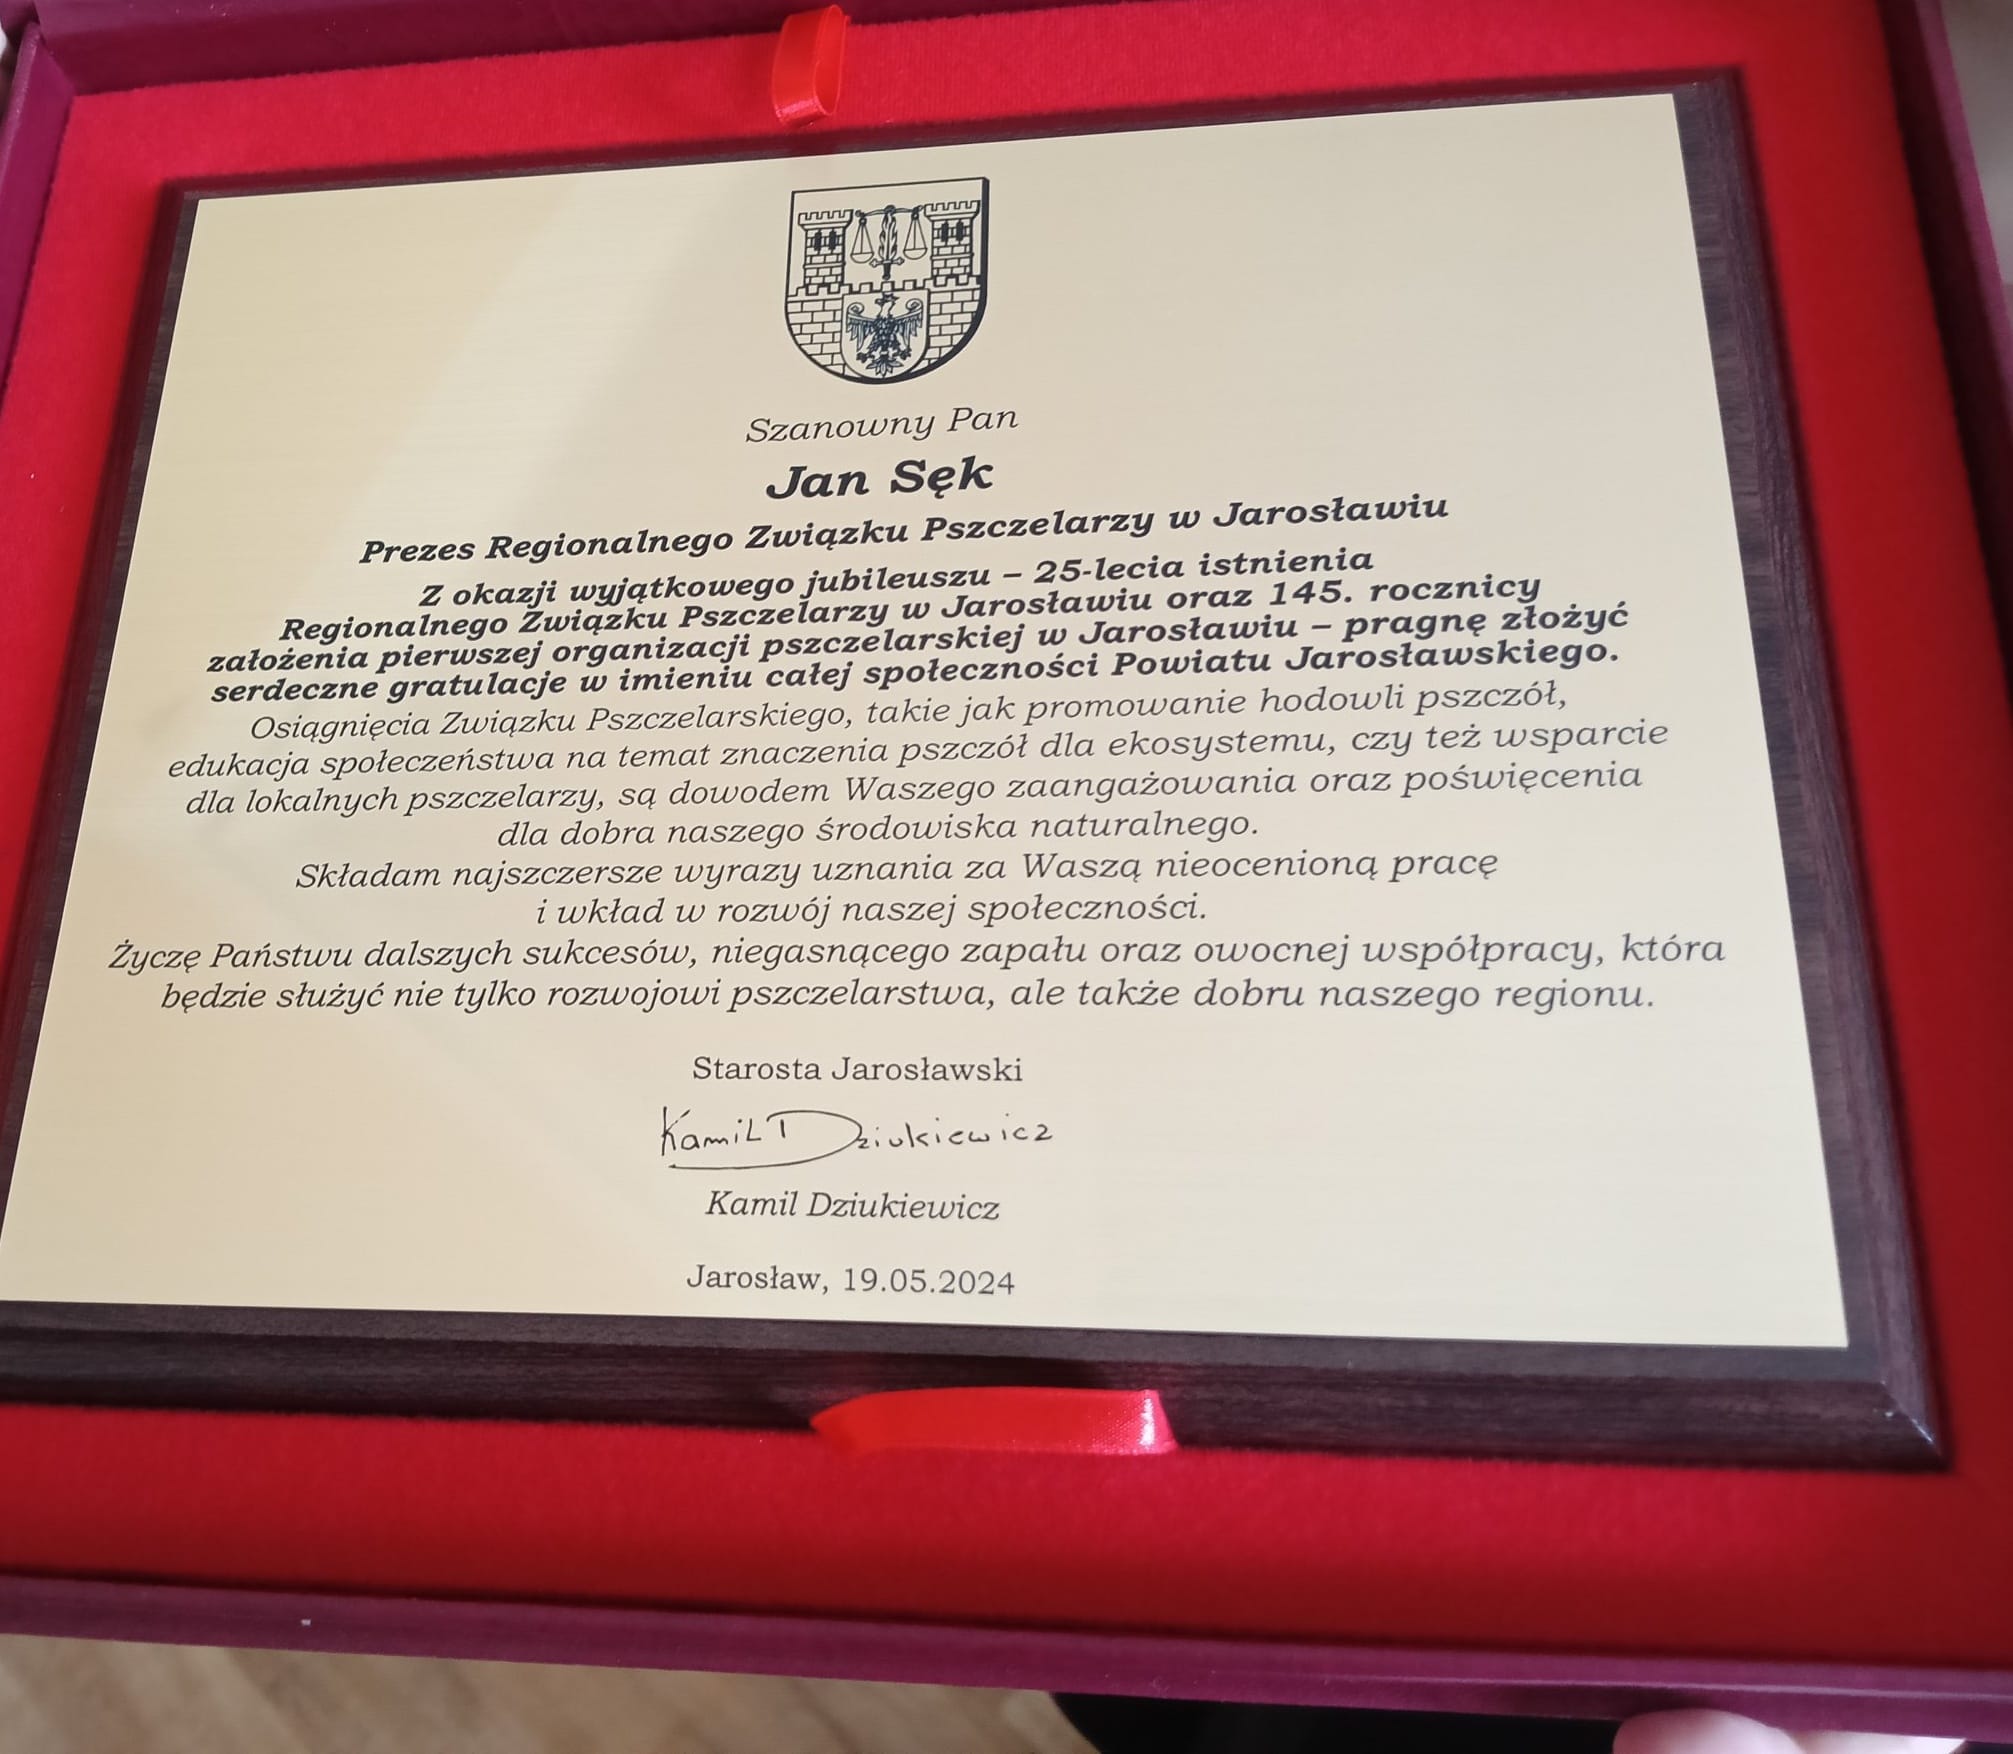 Szanowny Pan
Jan Sęk
Prezes Regionalnego Związku Pszczelarzy w Jarosławiu
Z okazji wyjątkowego jubileuszu – 25-lecia istnienia
Regionalnego Związku Pszczelarzy w Jarosławiu oraz 145. rocznicy
założenia pierwszej organizacji pszczelarskiej w Jarosławiu – pragnę złożyć
serdeczne gratulacje w imieniu całej społeczności Powiatu Jarosławskiego.
Osiągnięcia Związku Pszczelarskiego, takie jak promowanie hodowli pszczół,
edukacja społeczeństwa na temat znaczenia pszczół dla ekosystemu, czy też wsparcie
dla lokalnych pszczelarzy, są dowodem Waszego zaangażowania oraz poświęcenia
dla dobra naszego środowiska naturalnego.
Składam najszczersze wyrazy uznania za Waszą nieocenioną pracę
i wkład w rozwój naszej społeczności.
Życzę Państwu dalszych sukcesów, niegasnącego zapału oraz owocnej współpracy, która
będzie służyć nie tylko rozwojowi pszczelarstwa, ale także dobru naszego regionu.
Starosta Jarosławski
Kamil Dziukiewicz
Kamil Dziukiewicz
Jarosław, 19.05.2024